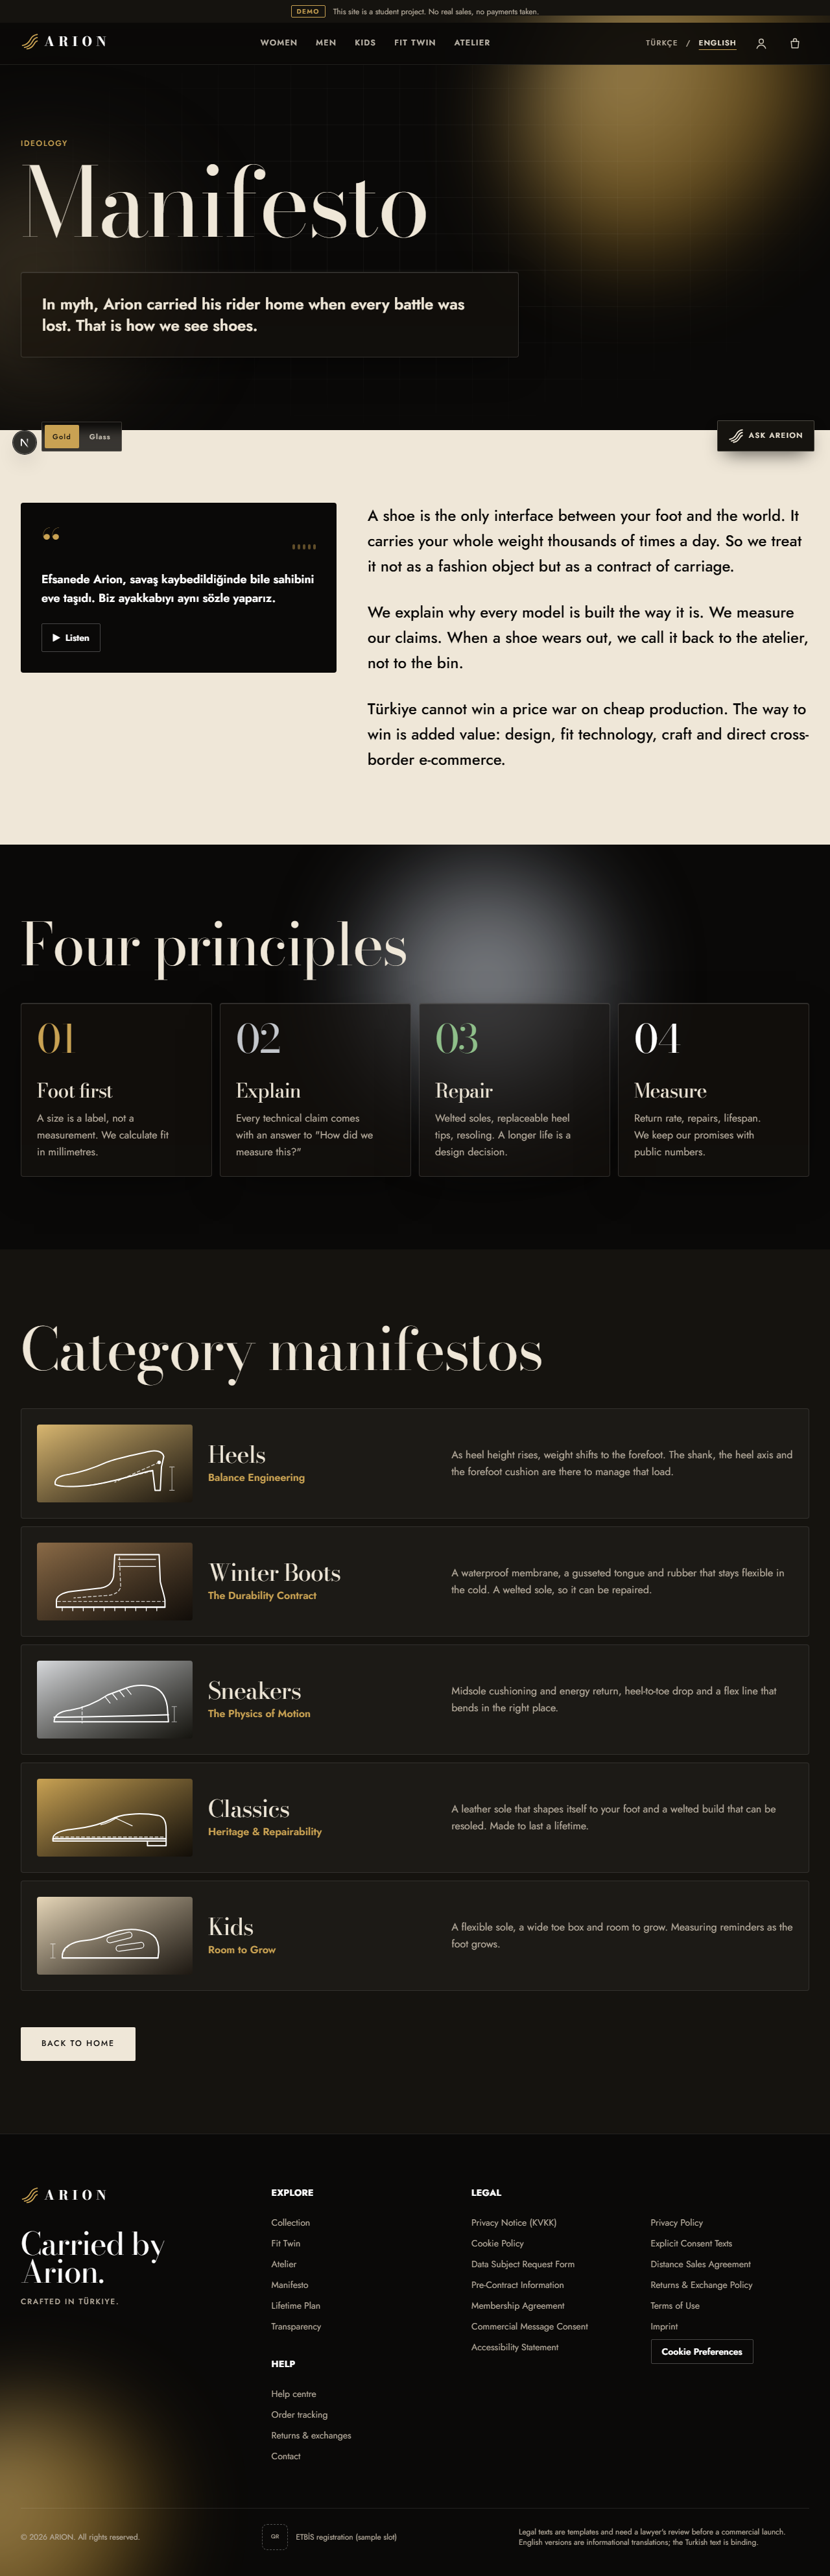 DEMO This site is a student project. No real sales, no payments taken.
ARION WOMEN MEN KIDS FIT TWIN ATELIER TÜRKÇE / ENGLISH
IDEOLOGY
Manifesto
In myth, Arion carried his rider home when every battle was
lost. That is how we see shoes.
N Gold Glass ASK AREION
“
Efsanede Arion, savaş kaybedildiğinde bile sahibini
eve taşıdı. Biz ayakkabıyı aynı sözle yaparız.
Listen
A shoe is the only interface between your foot and the world. It
carries your whole weight thousands of times a day. So we treat
it not as a fashion object but as a contract of carriage.
We explain why every model is built the way it is. We measure
our claims. When a shoe wears out, we call it back to the atelier,
not to the bin.
Türkiye cannot win a price war on cheap production. The way to
win is added value: design, fit technology, craft and direct cross-
border e-commerce.
Four principles
01
Foot first
A size is a label, not a
measurement. We calculate fit
in millimetres.
02
Explain
Every technical claim comes
with an answer to "How did we
measure this?"
03
Repair
Welted soles, replaceable heel
tips, resoling. A longer life is a
design decision.
04
Measure
Return rate, repairs, lifespan.
We keep our promises with
public numbers.
Category manifestos
Heels
Balance Engineering
As heel height rises, weight shifts to the forefoot. The shank, the heel axis and
the forefoot cushion are there to manage that load.
Winter Boots
The Durability Contract
A waterproof membrane, a gusseted tongue and rubber that stays flexible in
the cold. A welted sole, so it can be repaired.
Sneakers
The Physics of Motion
Midsole cushioning and energy return, heel-to-toe drop and a flex line that
bends in the right place.
Classics
Heritage & Repairability
A leather sole that shapes itself to your foot and a welted build that can be
resoled. Made to last a lifetime.
Kids
Room to Grow
A flexible sole, a wide toe box and room to grow. Measuring reminders as the
foot grows.
BACK TO HOME
ARION
Carried by
Arion.
CRAFTED IN TÜRKİYE.
EXPLORE
Collection
Fit Twin
Atelier
Manifesto
Lifetime Plan
Transparency
HELP
Help centre
Order tracking
Returns & exchanges
Contact
LEGAL
Privacy Notice (KVKK)
Cookie Policy
Data Subject Request Form
Pre-Contract Information
Membership Agreement
Commercial Message Consent
Accessibility Statement
Privacy Policy
Explicit Consent Texts
Distance Sales Agreement
Returns & Exchange Policy
Terms of Use
Imprint
Cookie Preferences
© 2026 ARION. All rights reserved.
QR ETBİS registration (sample slot)
Legal texts are templates and need a lawyer's review before a commercial launch.
English versions are informational translations; the Turkish text is binding.